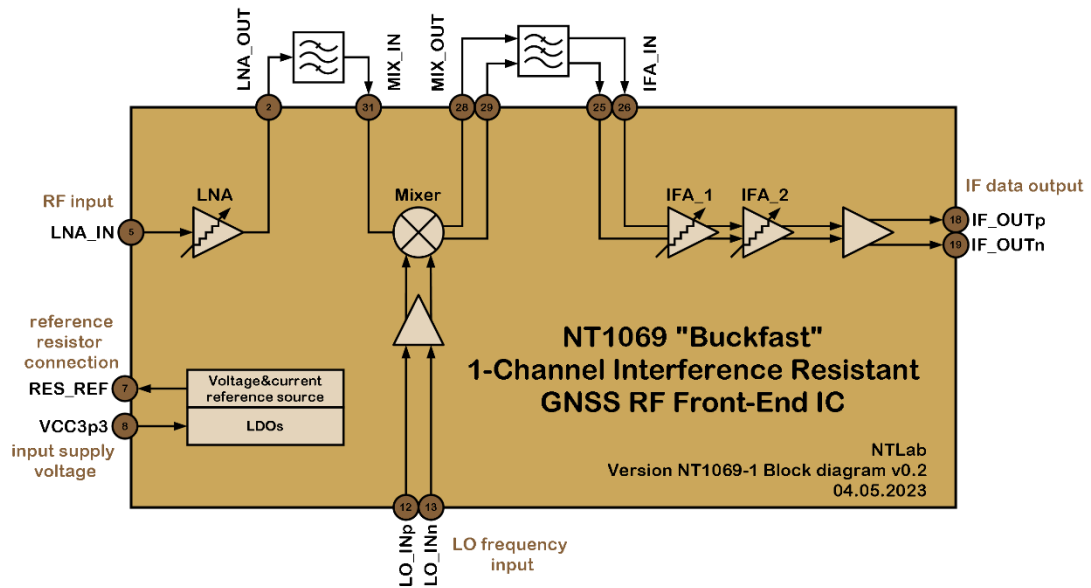 LNA_OUT
MIX_IN
MIX_OUT
IFA_IN
2
31
28
29
25
26
RF input
LNA_IN
5
LNA
Mixer
IFA_1
IFA_2
IF data output
18
IF_OUTp
19
IF_OUTn
reference
resistor
connection
RES_REF
7
Voltage&current
reference source
VCC3p3
8
LDOs
input supply
voltage
NT1069 "Buckfast"
1-Channel Interference Resistant
GNSS RF Front-End IC
NTLab
Version NT1069-1 Block diagram v0.2
04.05.2023
12
13
LO_INp
LO_INn
LO frequency
input